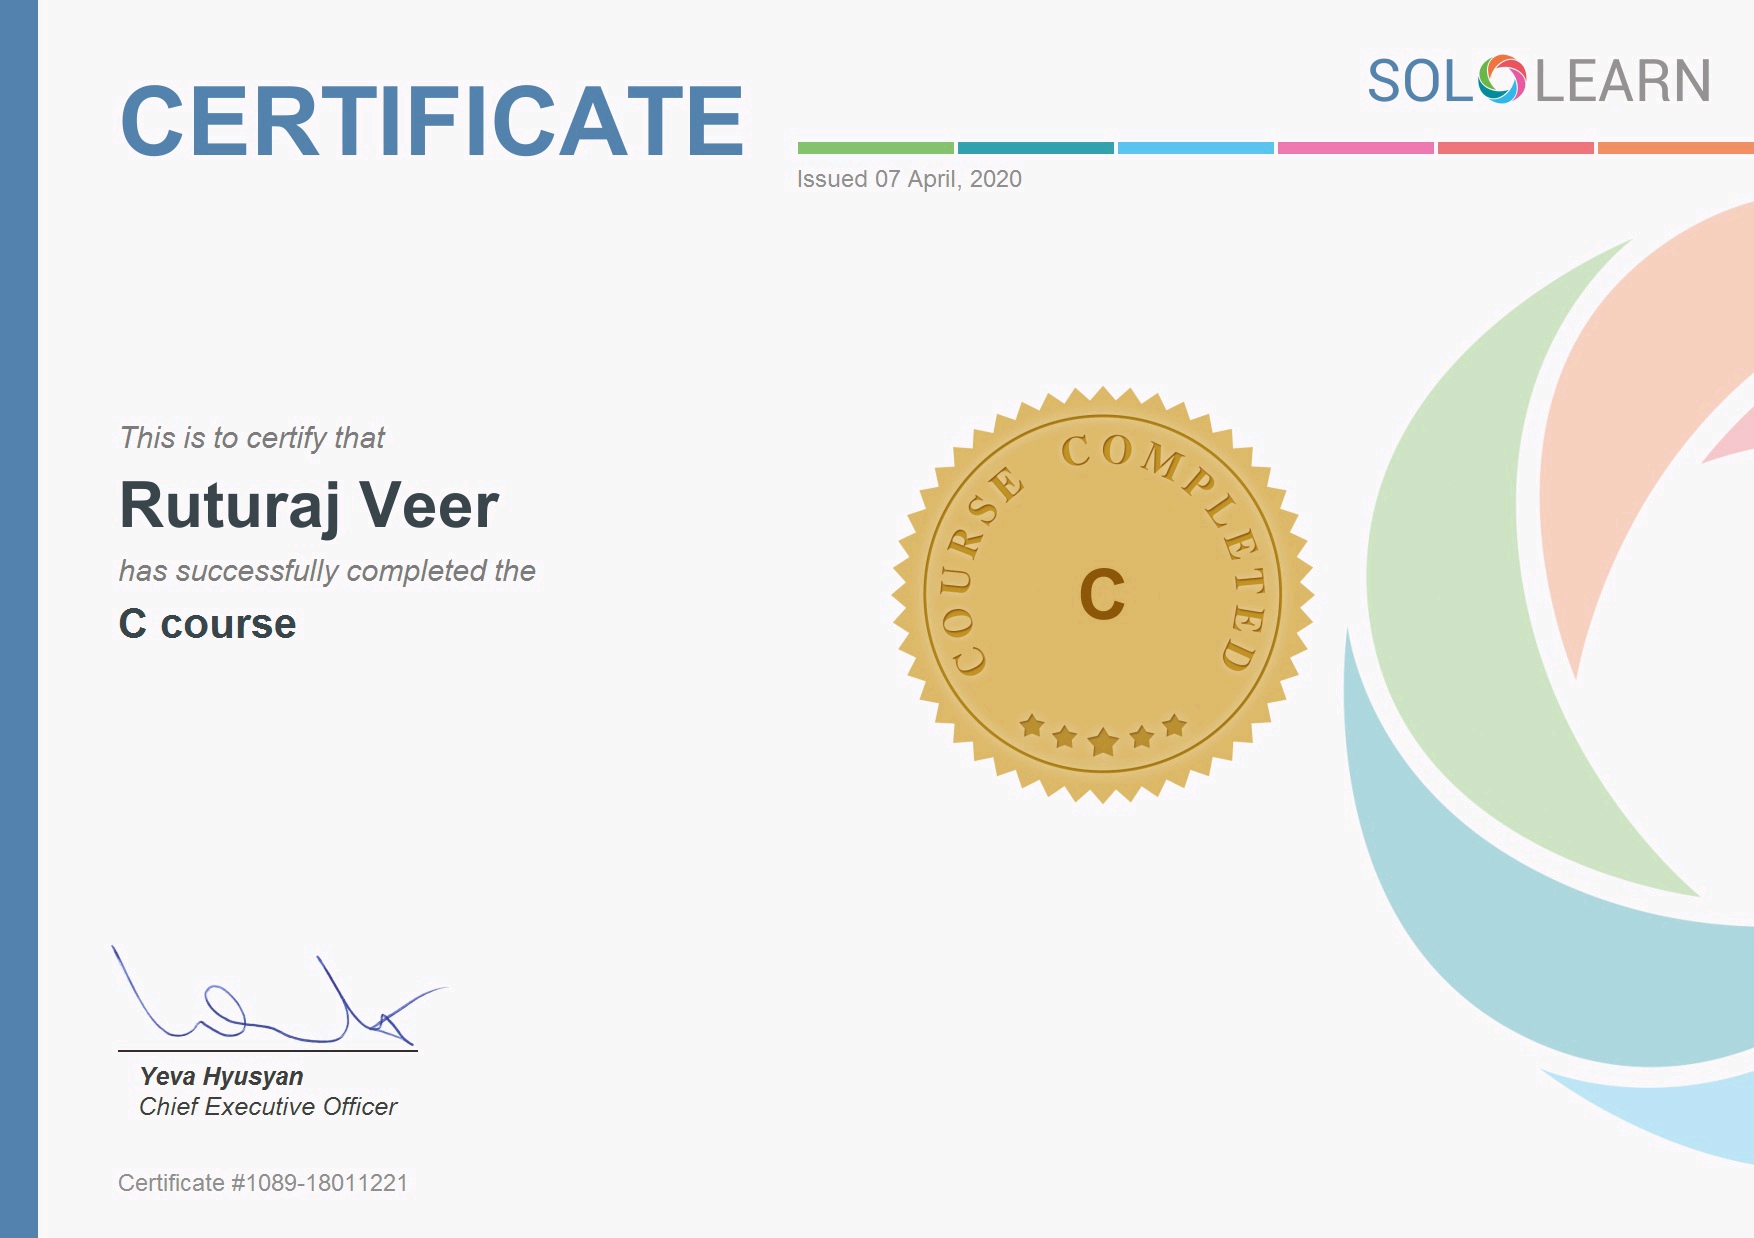 SOLOLEARN
CERTIFICATE
Issued 07 April, 2020
This is to certify that
Ruturaj Veer
has successfully completed the
C course
COURSE COMPLETED
C
Yeva Hyusyan
Chief Executive Officer
Certificate #1089-18011221